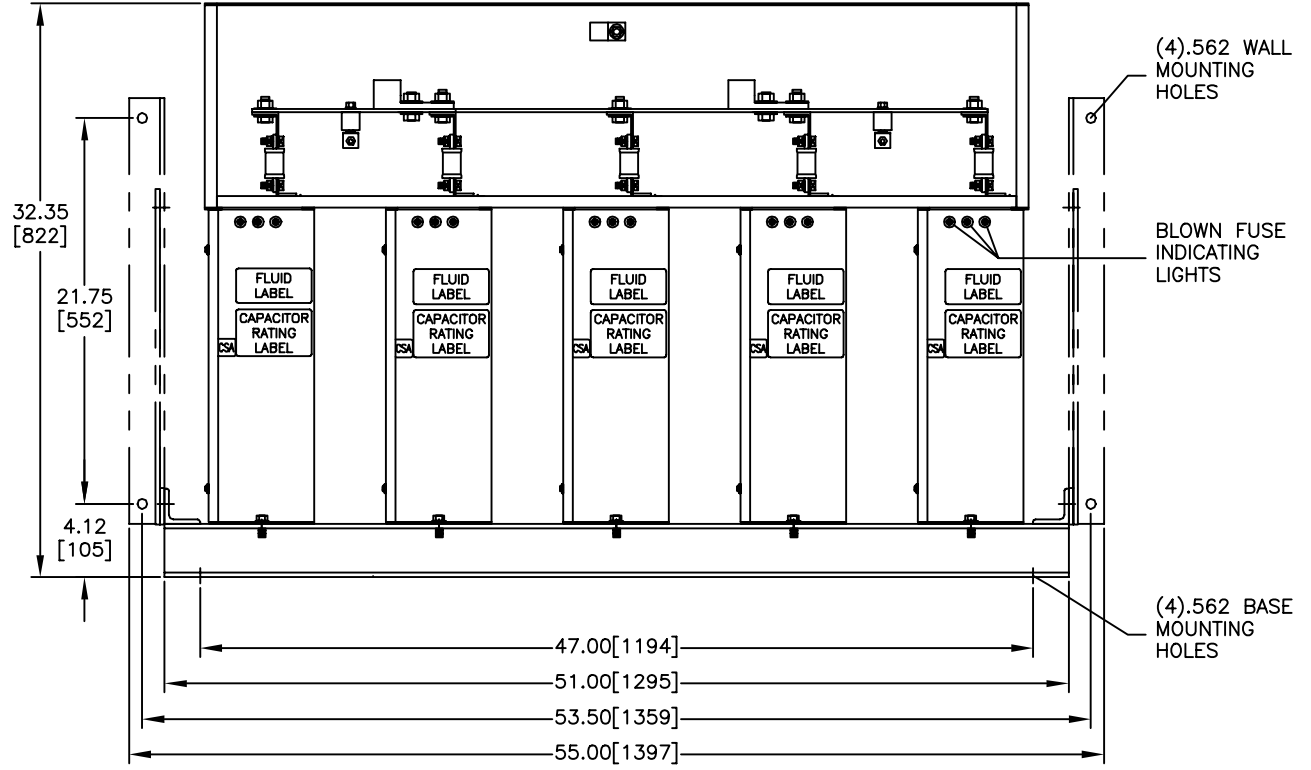 (4).562 WALL
MOUNTING
HOLES
32.35
[822]
21.75
[552]
4.12
[105]
BLOWN FUSE
INDICATING
LIGHTS
FLUID
LABEL
CAPACITOR
RATING
LABEL
CSA
FLUID
LABEL
CAPACITOR
RATING
LABEL
CSA
FLUID
LABEL
CAPACITOR
RATING
LABEL
CSA
FLUID
LABEL
CAPACITOR
RATING
LABEL
CSA
FLUID
LABEL
CAPACITOR
RATING
LABEL
CSA
(4).562 BASE
MOUNTING
HOLES
47.00[1194]
51.00[1295]
53.50[1359]
55.00[1397]